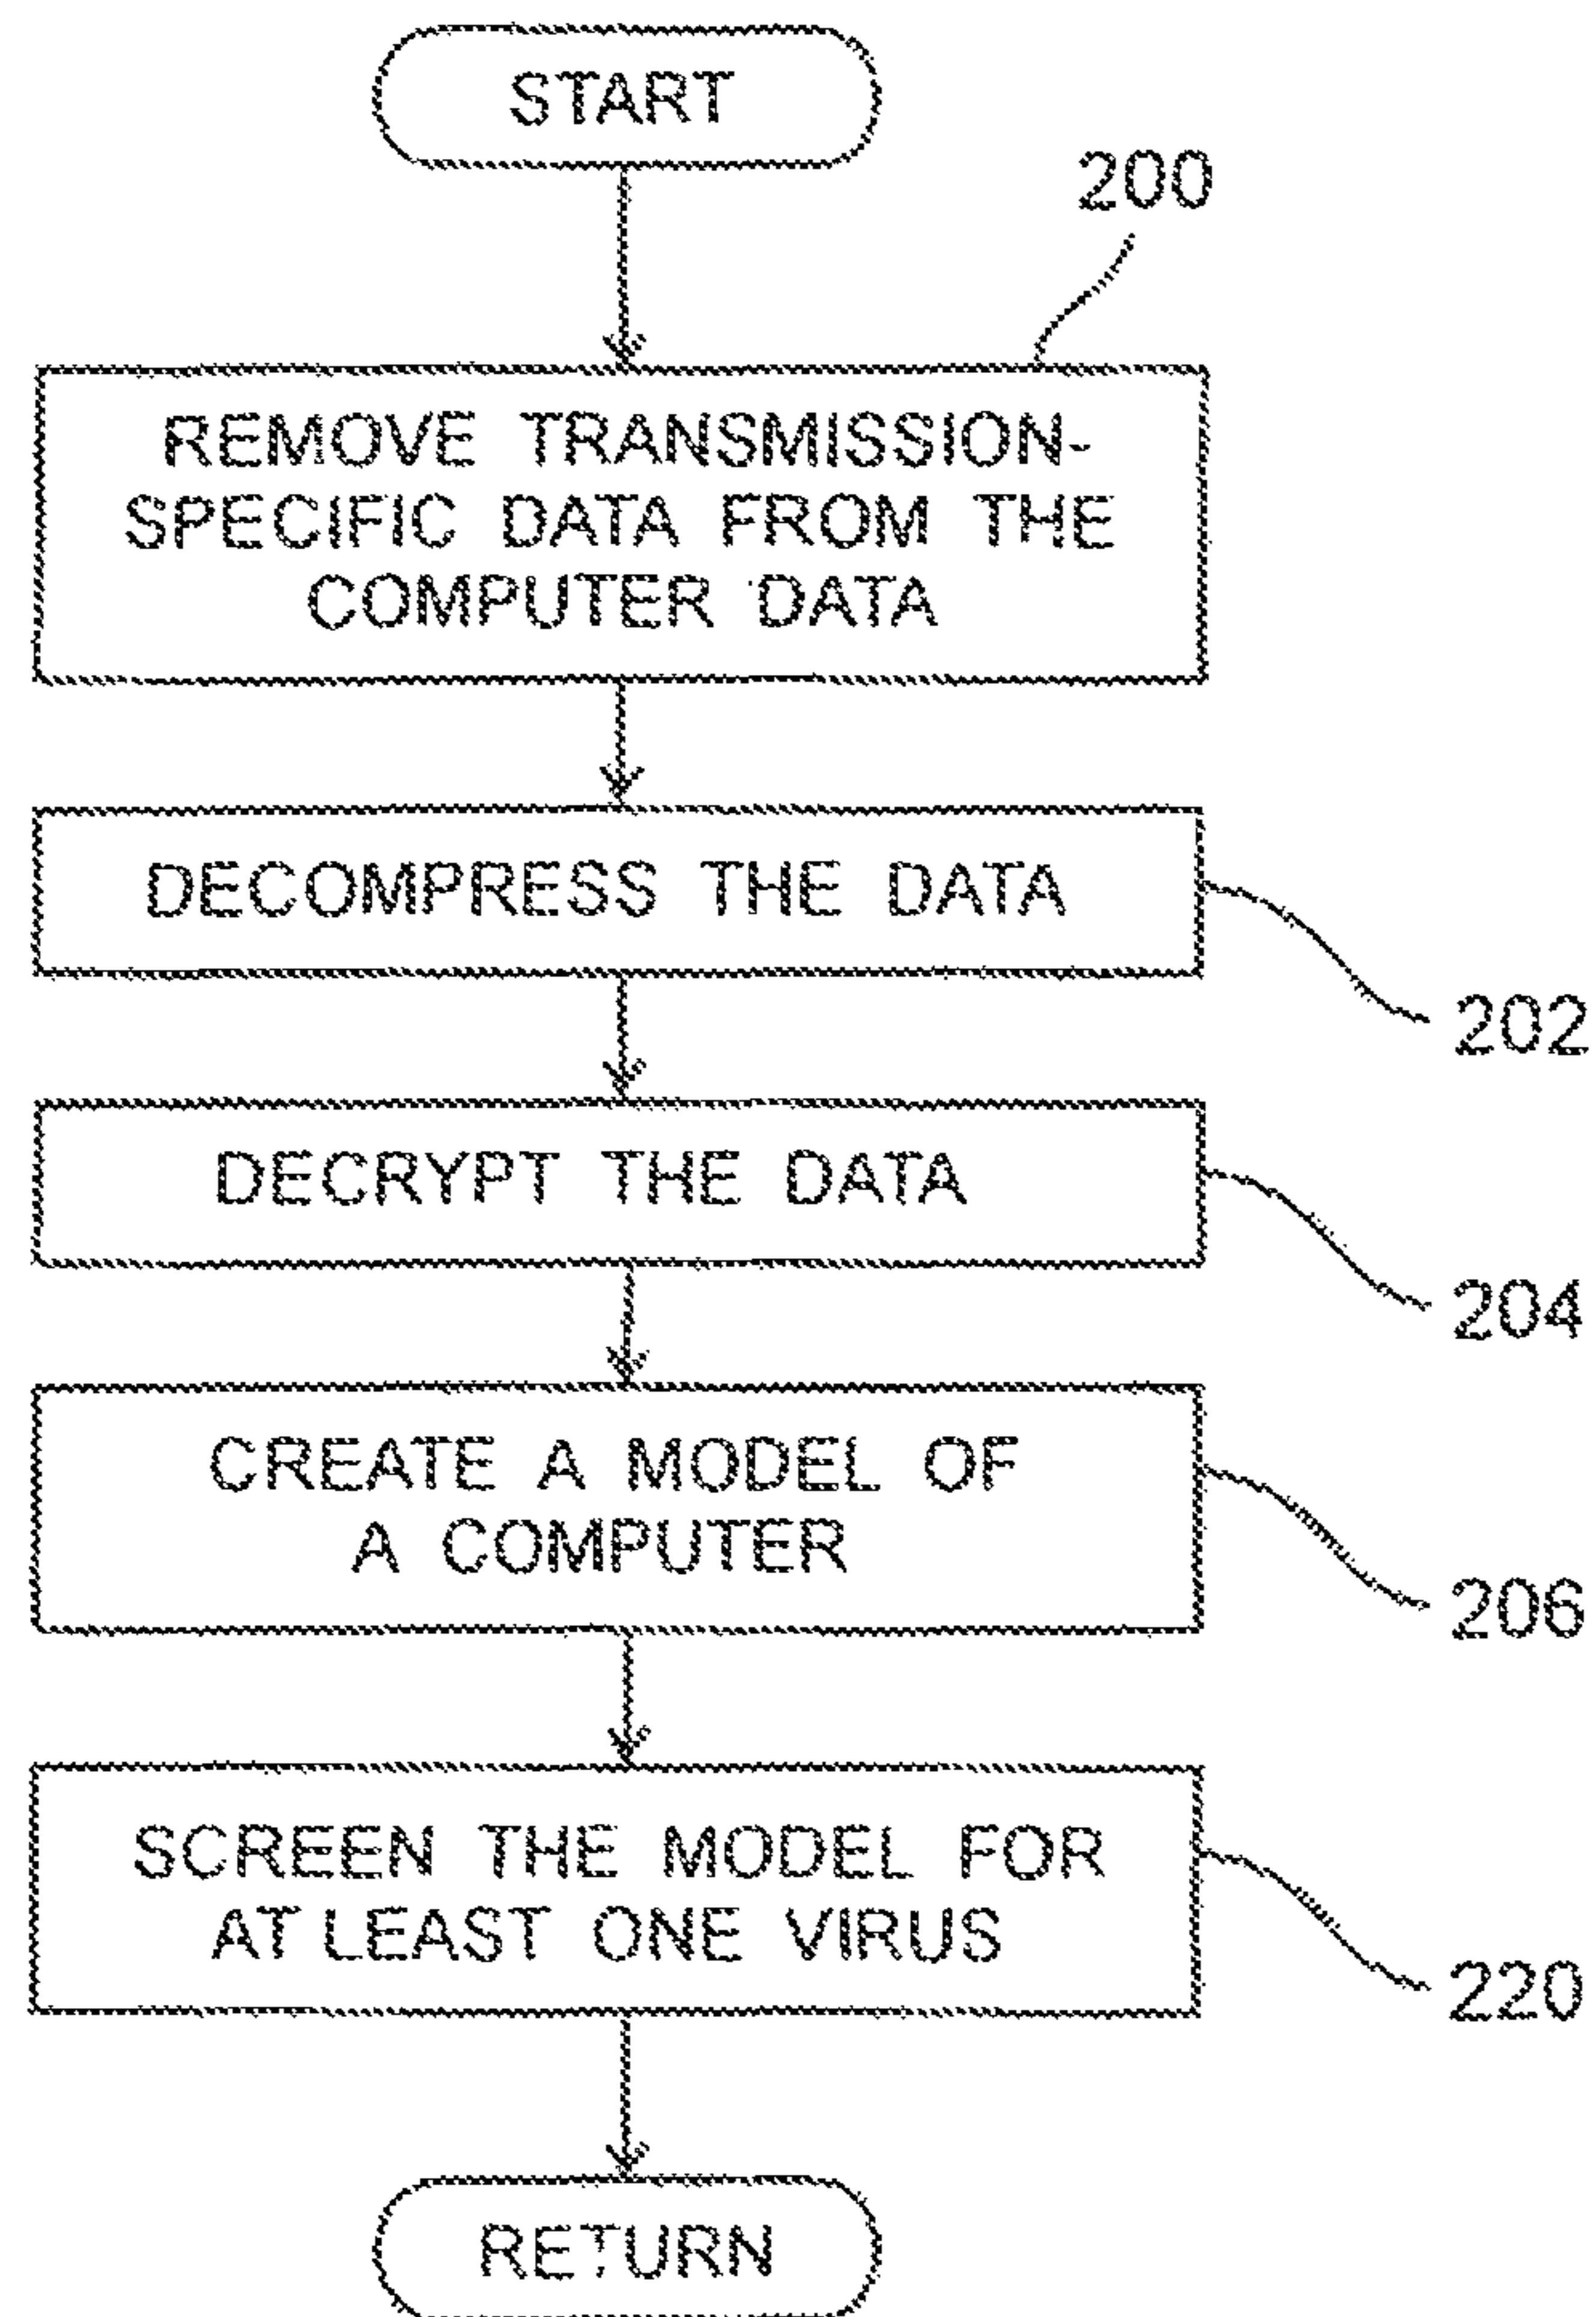 START
200
REMOVE TRANSMISSION-
SPECIFIC DATA FROM THE
COMPUTER DATA
DECOMPRESS THE DATA
202
DECRYPT THE DATA
204
CREATE A MODEL OF
A COMPUTER
206
SCREEN THE MODEL FOR
AT LEAST ONE VIRUS
220
RETURN